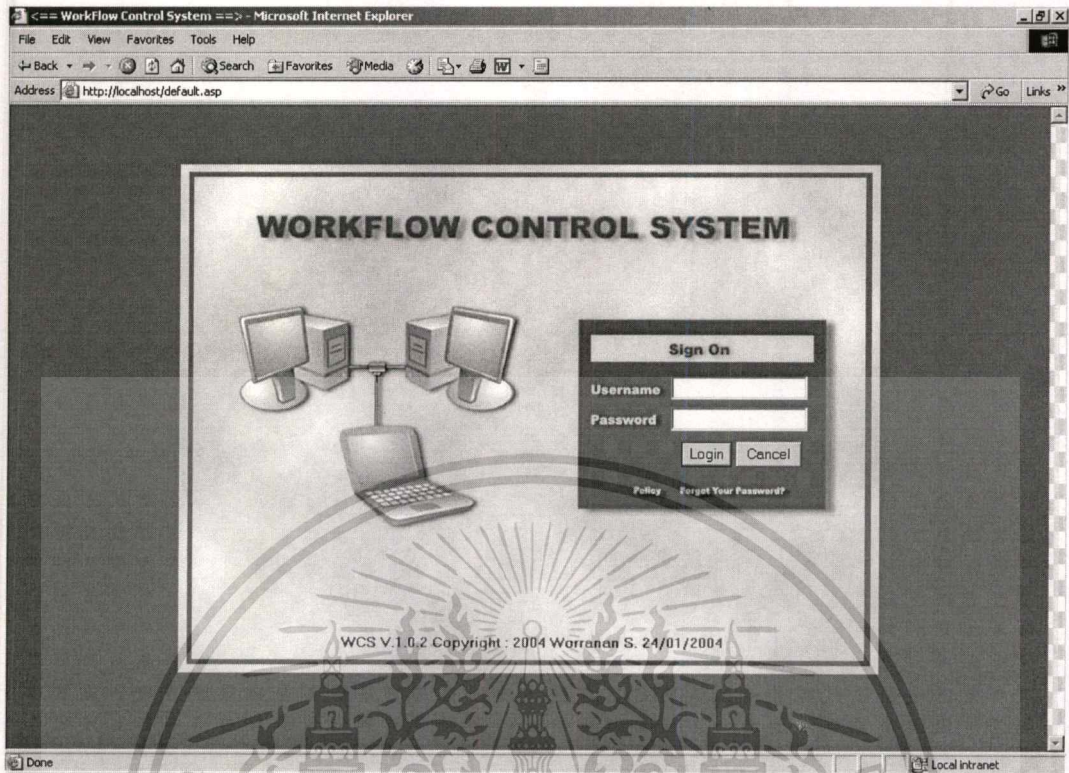 <== WorkFlow Control System ==> - Microsoft Internet Explorer
File Edit View Favorites Tools Help
Back Search Favorites Media
Address http://localhost/default.asp Go Links »
WORKFLOW CONTROL SYSTEM
Sign On
Username
Password
Login Cancel
Policy Forgot Your Password?
WCS V.1.0.2 Copyright : 2004 Worranan S. 24/01/2004
Done Local intranet